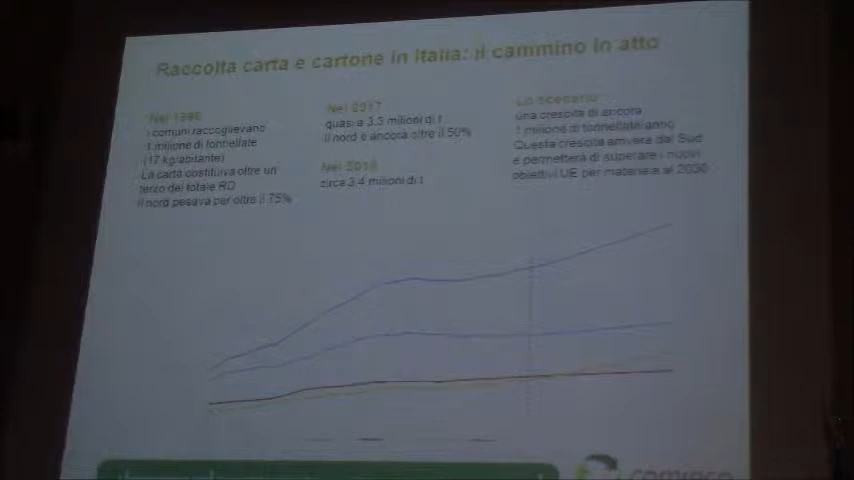 Raccolta carta e cartone in Italia: il cammino in atto
Nel 1998
i comuni raccoglievano
1 milione di tonnellate
(17 kg/abitante)
La carta costituiva oltre un
terzo del totale RD
Il nord pesava per oltre il 75%
Nel 2017
quasi a 3.3 milioni di t
Il nord è ancora oltre il 50%
Nel 2018
circa 3.4 milioni di t
Lo scenario
una crescita di ancora
1 milione di tonnellate/anno
Questa crescita arriverà dal Sud
e permetterà di superare i nuovi
obiettivi UE per materia al 2030
comieco